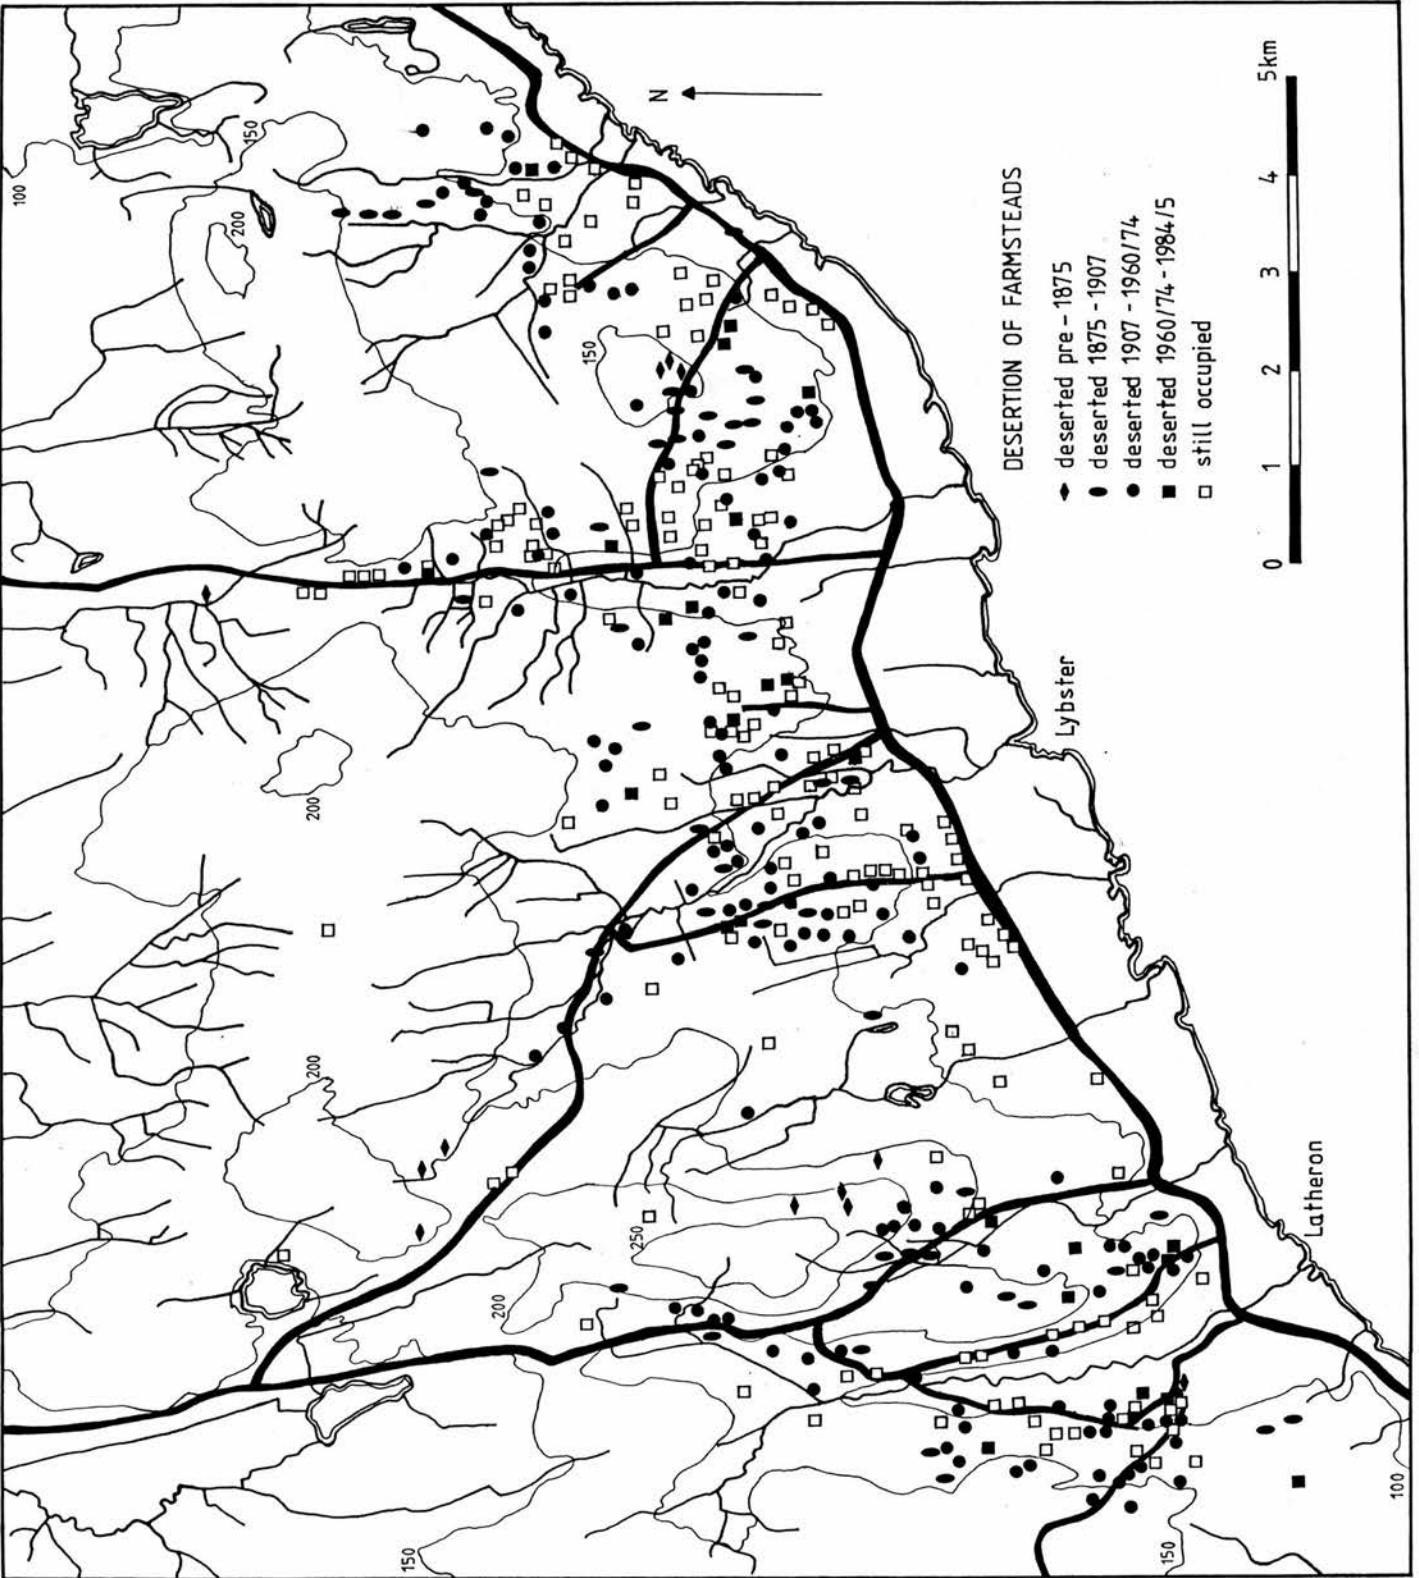 100
150
200
150
200
200
250
200
150
150
100
N
Lybster
Latheron
DESERTION OF FARMSTEADS
deserted pre - 1875
deserted 1875 - 1907
deserted 1907 - 1960/74
deserted 1960/74 - 1984/5
still occupied
0 1 2 3 4 5km